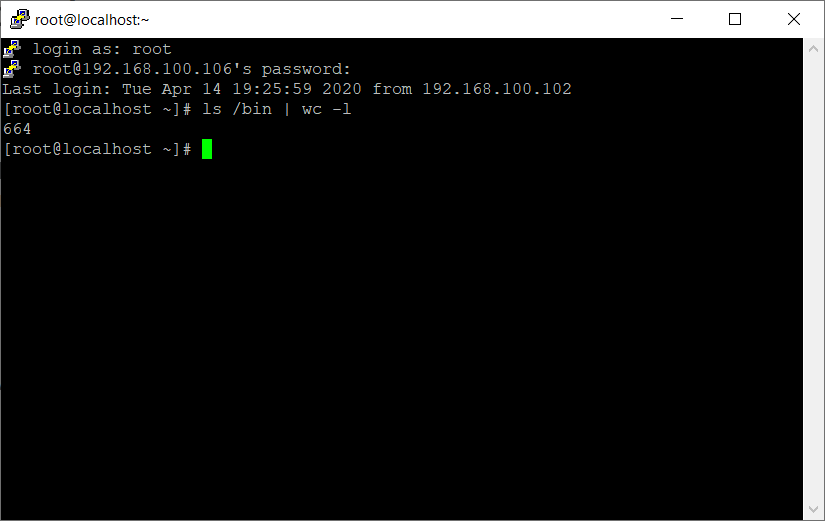 root@localhost:~
login as: root
root@192.168.100.106's password:
Last login: Tue Apr 14 19:25:59 2020 from 192.168.100.102
[root@localhost ~]# ls /bin | wc -l
664
[root@localhost ~]#